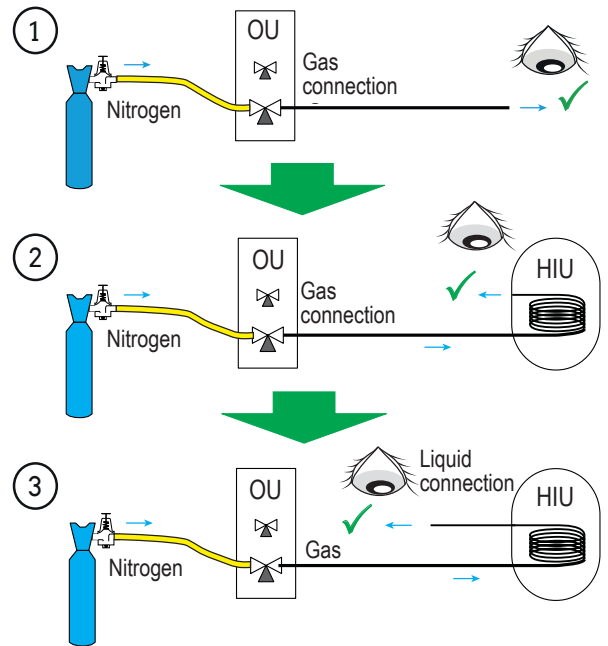 1
OU
Gas
connection
Nitrogen
2
OU
HIU
Gas
connection
Nitrogen
3
Liquid
connection
OU
HIU
Gas
Nitrogen